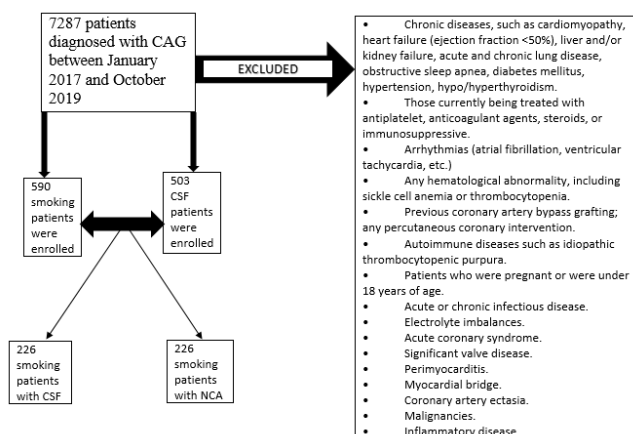 7287 patients
diagnosed with CAG
between January
2017 and October
2019
EXCLUDED
590
smoking
patients
were
enrolled
503
CSF
patients
were
enrolled
226
smoking
patients
with CSF
226
smoking
patients
with NCA
• Chronic diseases, such as cardiomyopathy,
heart failure (ejection fraction <50%), liver and/or
kidney failure, acute and chronic lung disease,
obstructive sleep apnea, diabetes mellitus,
hypertension, hypo/hyperthyroidism.
• Those currently being treated with
antiplatelet, anticoagulant agents, steroids, or
immunosuppressive.
• Arrhythmias (atrial fibrillation, ventricular
tachycardia, etc.)
• Any hematological abnormality, including
sickle cell anemia or thrombocytopenia.
• Previous coronary artery bypass grafting;
any percutaneous coronary intervention.
• Autoimmune diseases such as idiopathic
thrombocytopenic purpura.
• Patients who were pregnant or were under
18 years of age.
• Acute or chronic infectious disease.
• Electrolyte imbalances.
• Acute coronary syndrome.
• Significant valve disease.
• Perimyocarditis.
• Myocardial bridge.
• Coronary artery ectasia.
• Malignancies.
• Inflammatory disease